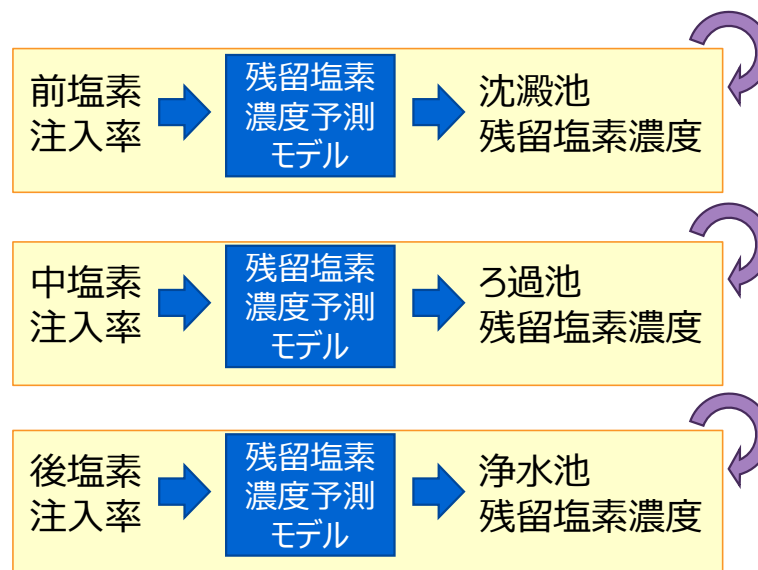 前塩素
注入率
残留塩素
濃度予測
モデル
沈澱池
残留塩素濃度
中塩素
注入率
残留塩素
濃度予測
モデル
ろ過池
残留塩素濃度
後塩素
注入率
残留塩素
濃度予測
モデル
浄水池
残留塩素濃度